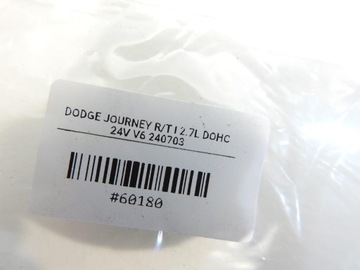 DODGE JOURNEY R/T I 2.7L DOHC
24V V6 240703
#60180